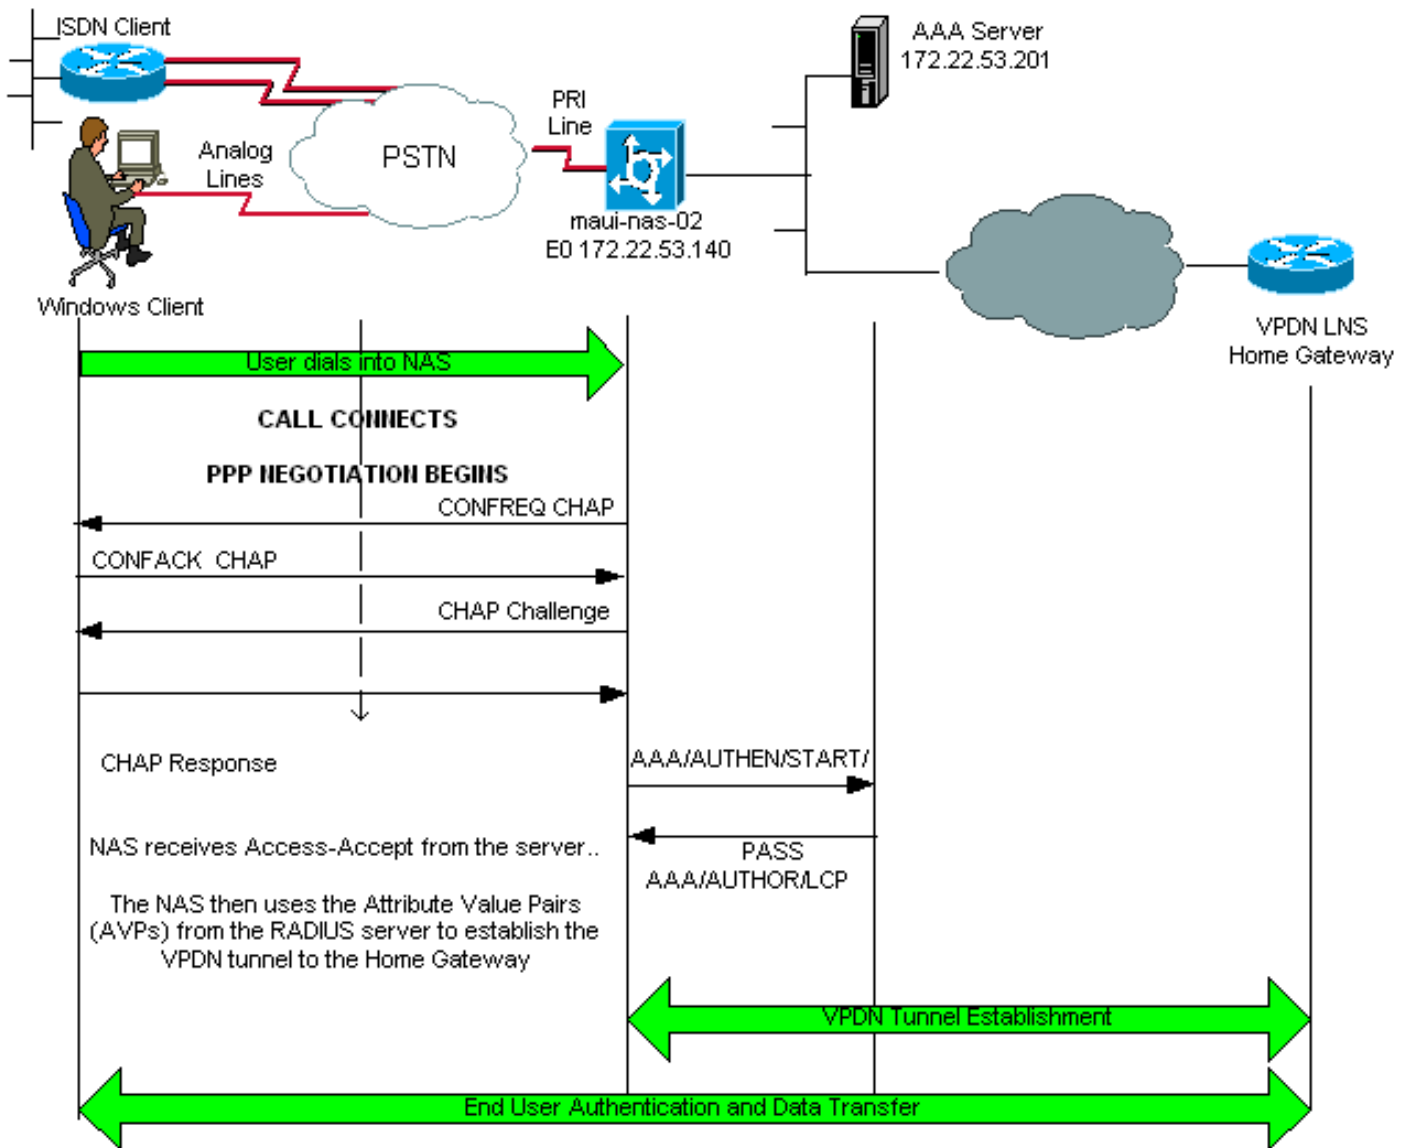 ISDN Client
AAA Server
172.22.53.201
PRI
Line
Analog
Lines
PSTN
maui-nas-02
E0 172.22.53.140
Windows Client
VPDN LNS
Home Gateway
User dials into NAS
CALL CONNECTS
PPP NEGOTIATION BEGINS
CONFREQ CHAP
CONFACK CHAP
CHAP Challenge
CHAP Response
AAA/AUTHEN/START/
NAS receives Access-Accept from the server..
PASS
AAA/AUTHOR/LCP
The NAS then uses the Attribute Value Pairs
(AVPs) from the RADIUS server to establish the
VPDN tunnel to the Home Gateway
VPDN Tunnel Establishment
End User Authentication and Data Transfer